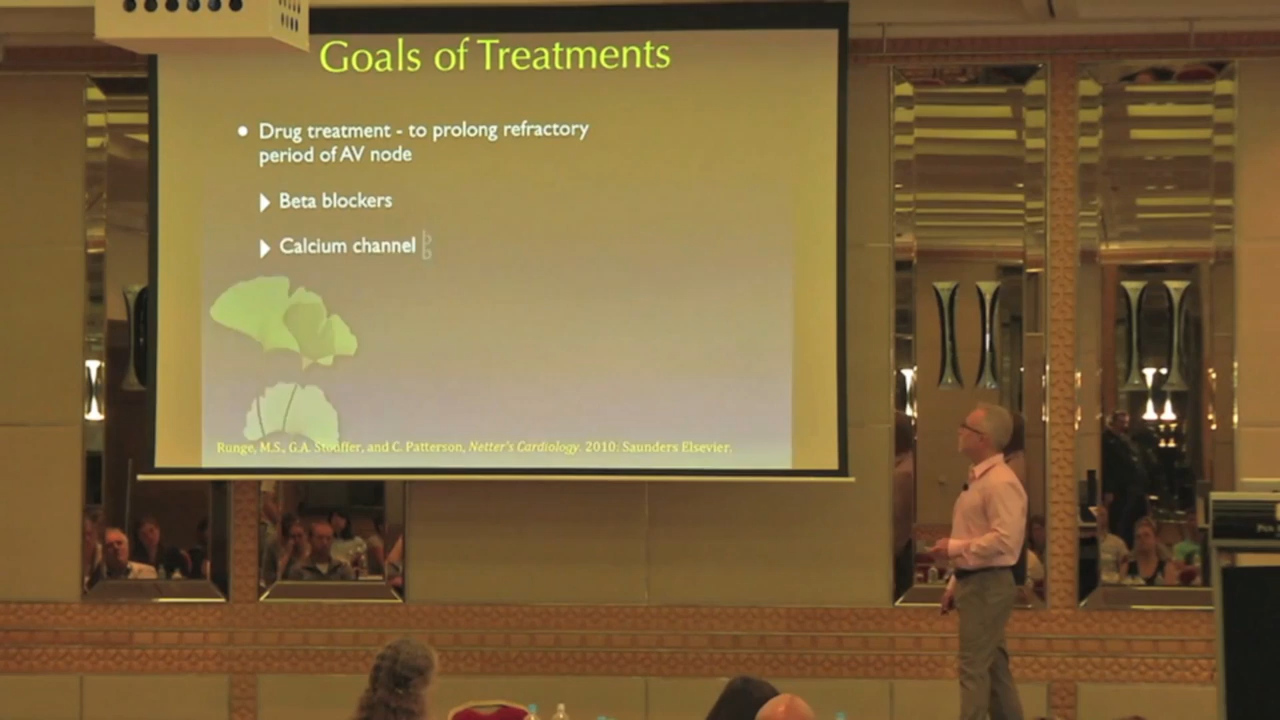 Goals of Treatments
Drug treatment - to prolong refractory
period of AV node
Beta blockers
Calcium channel
Runge, M.S., G.A. Stouffer, and C. Patterson, Netter's Cardiology. 2010: Saunders Elsevier.